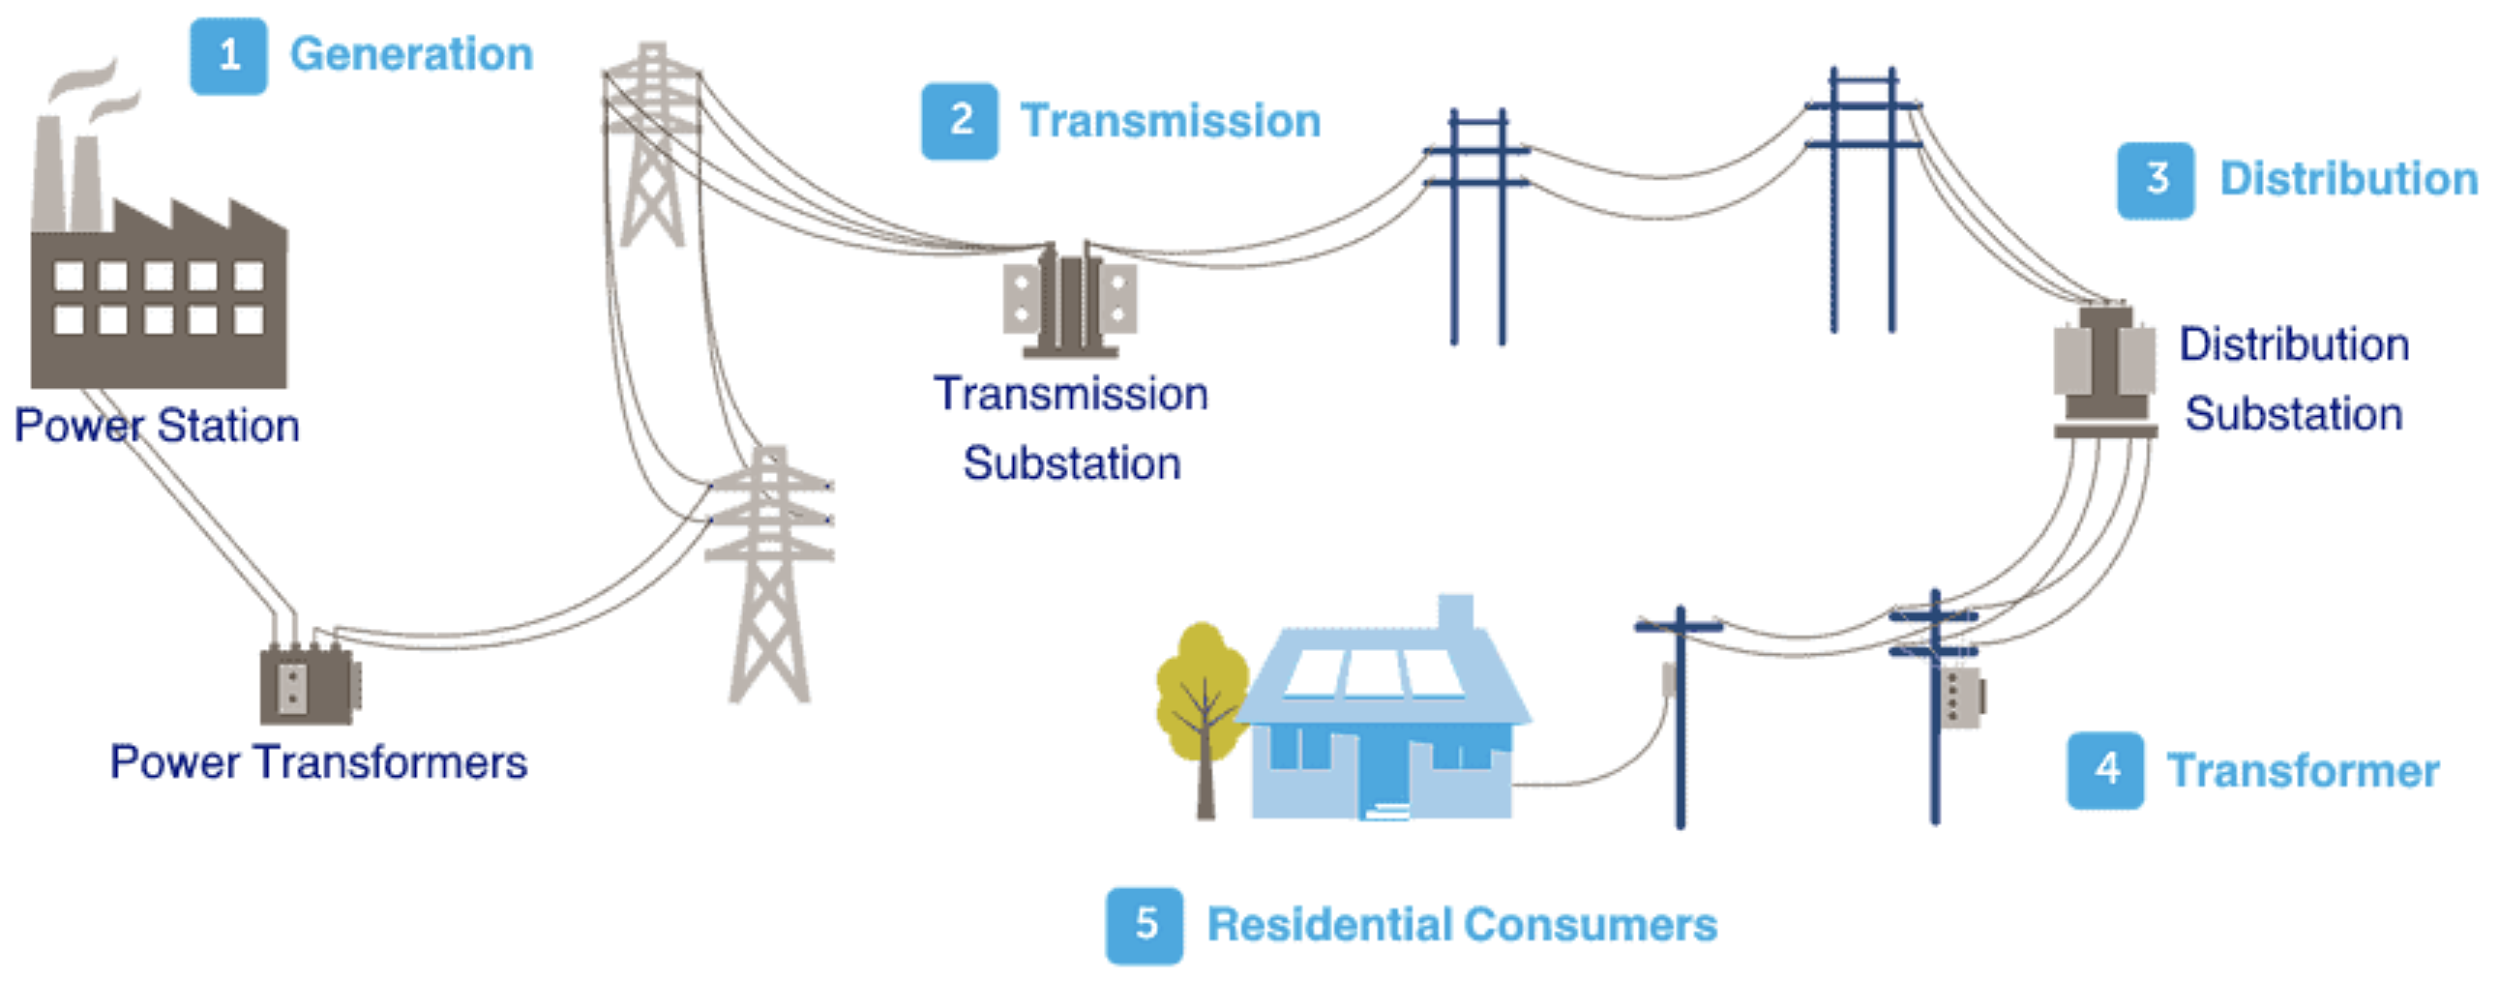 1 Generation
2 Transmission
3 Distribution
Power Station
Transmission
Substation
Distribution
Substation
Power Transformers
4 Transformer
5 Residential Consumers